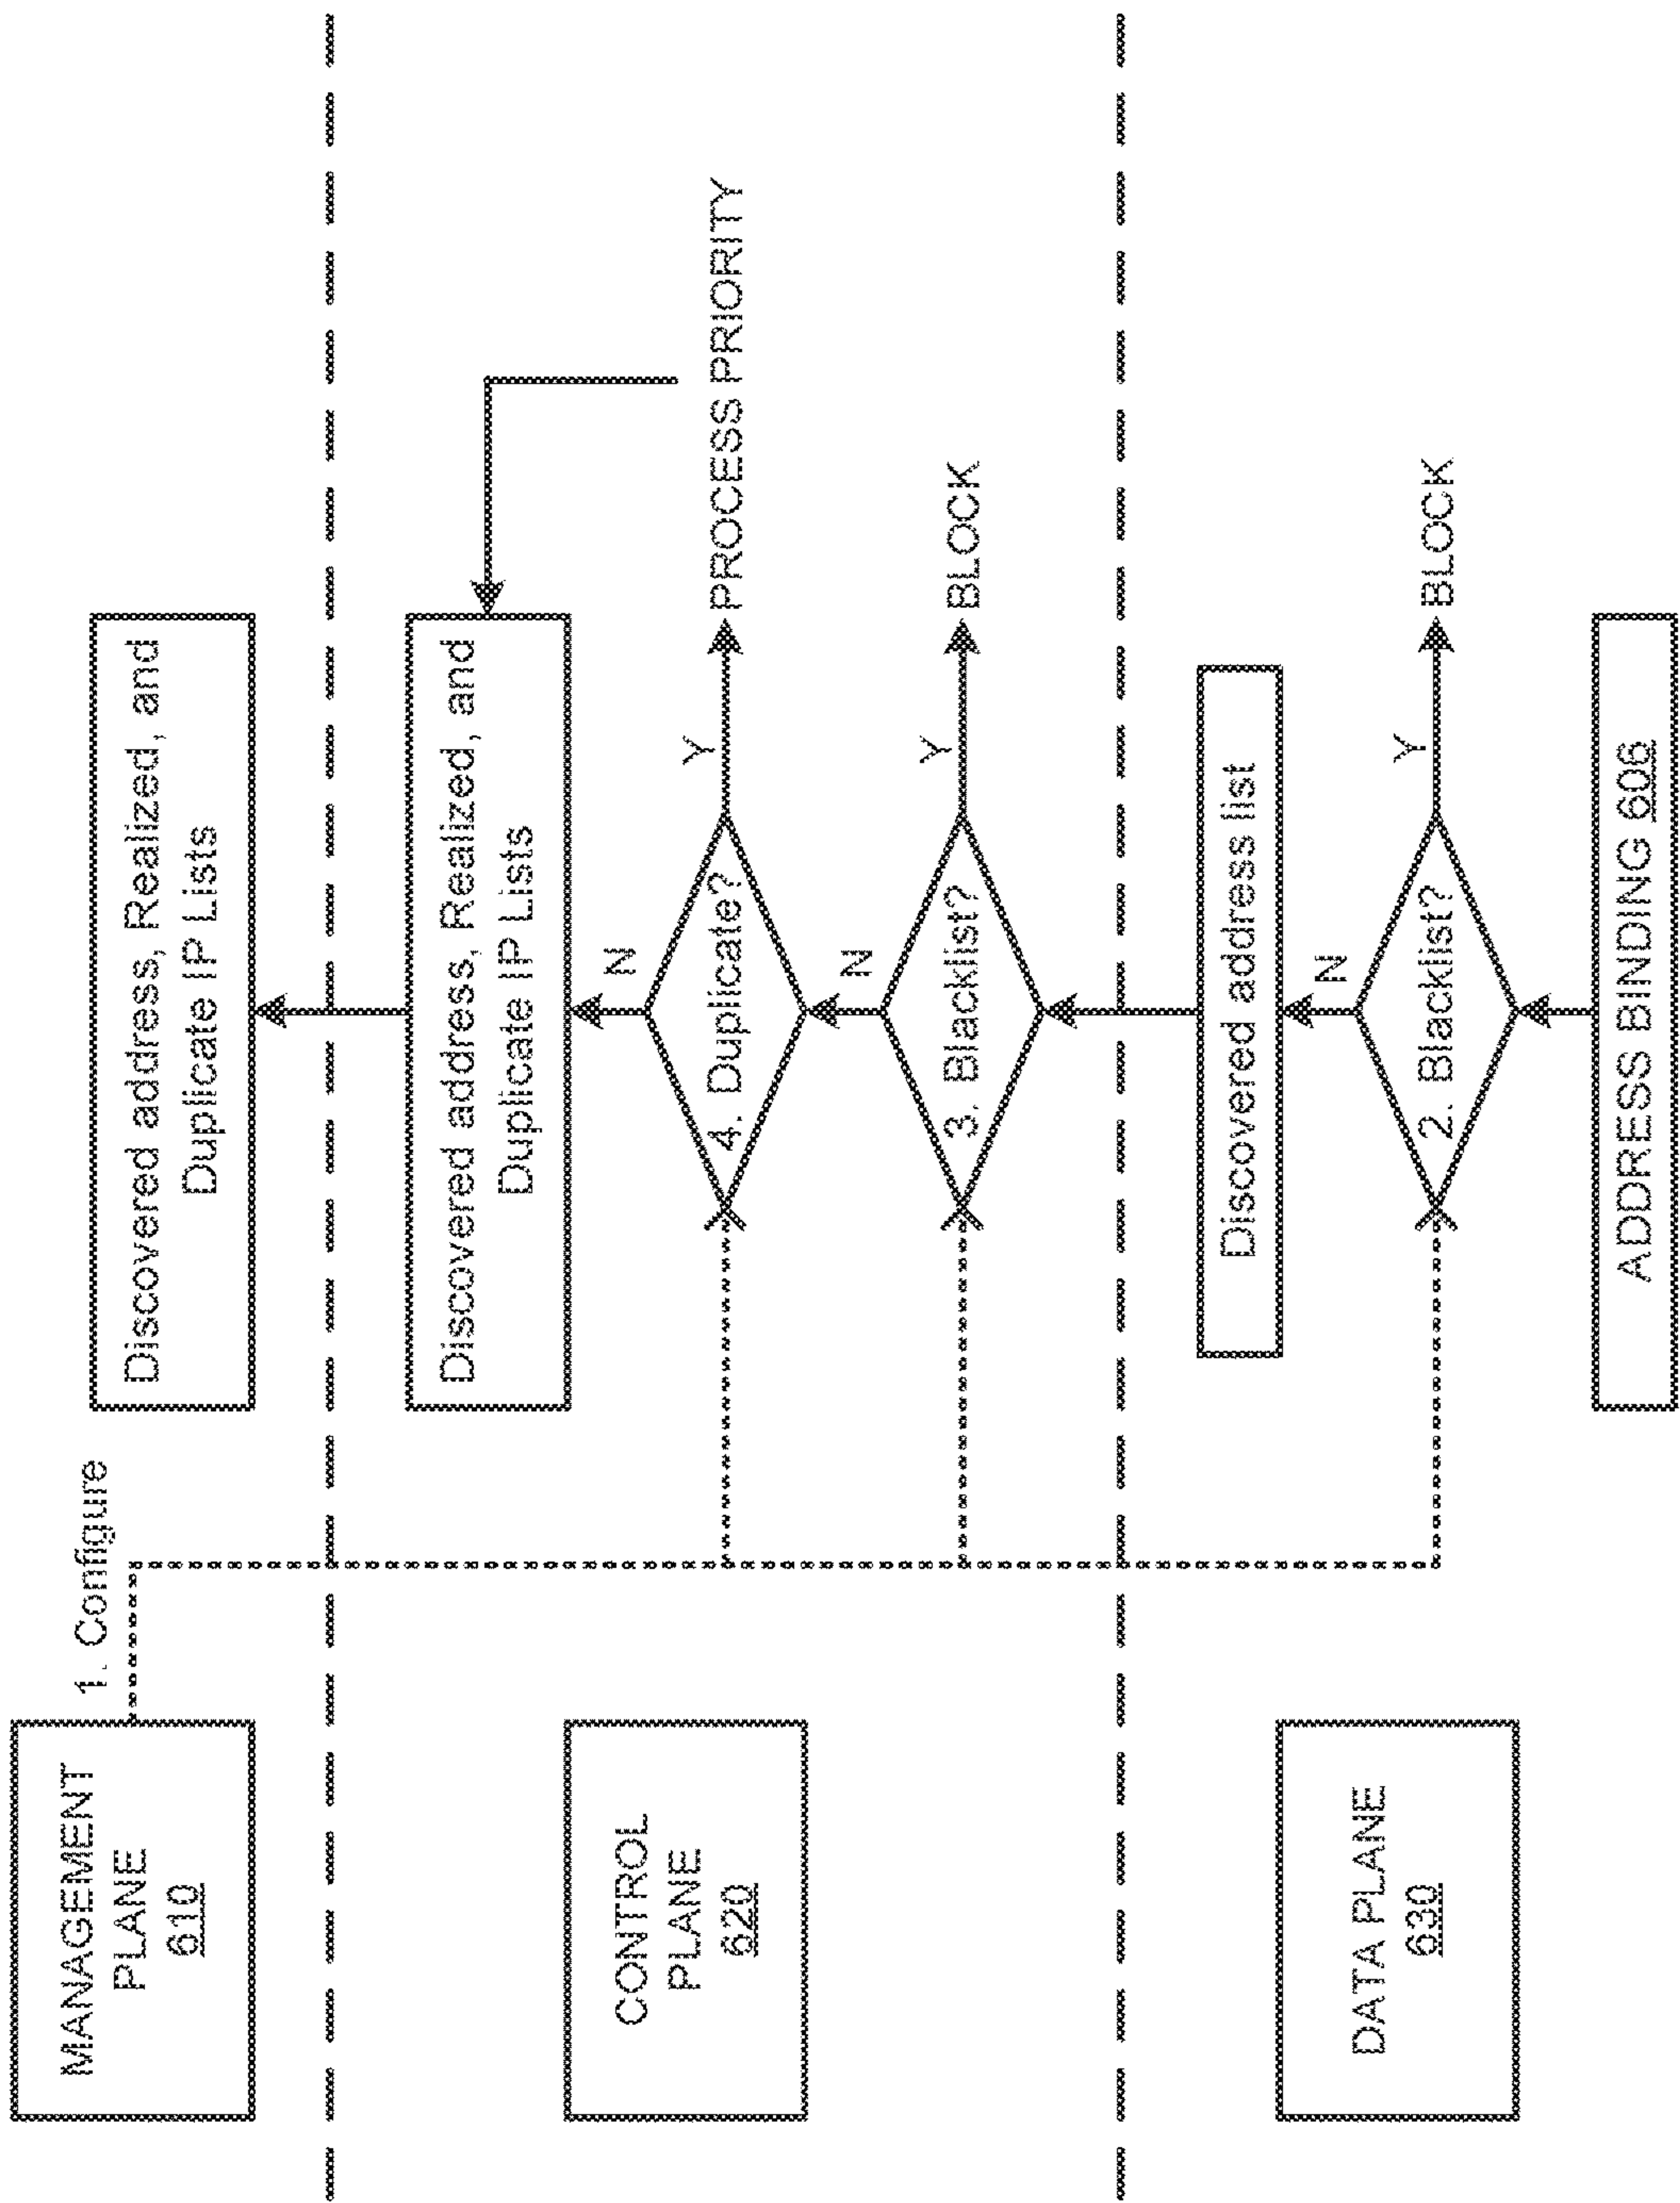 MANAGEMENT
PLANE
610
1. Configure
Discovered address, Realized, and
Duplicate IP Lists
CONTROL
PLANE
620
Discovered address, Realized, and
Duplicate IP Lists
N
4. Duplicate?
Y
PROCESS PRIORITY
N
3. Blacklist?
Y
BLOCK
DATA PLANE
630
Discovered address list
N
2. Blacklist?
Y
BLOCK
ADDRESS BINDING 606